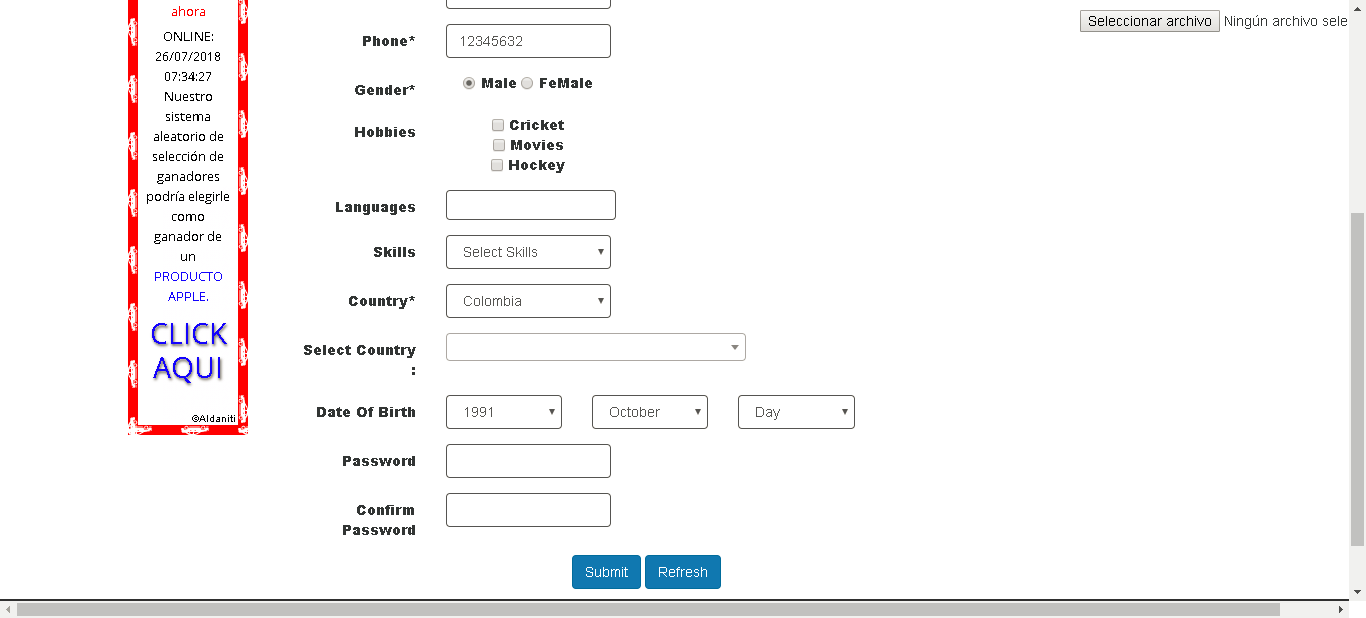 ahora
ONLINE:
26/07/2018
07:34:27
Nuestro
sistema
aleatorio de
selección de
ganadores
podría elegirle
como
ganador de
un
PRODUCTO
APPLE.
CLICK
AQUI
©Aldaniti
Seleccionar archivo Ningún archivo sele
Phone* 12345632
Gender* Male FeMale
Hobbies Cricket
Movies
Hockey
Languages
Skills Select Skills
Country* Colombia
Select Country
:
Date Of Birth 1991 October Day
Password
Confirm
Password
Submit Refresh